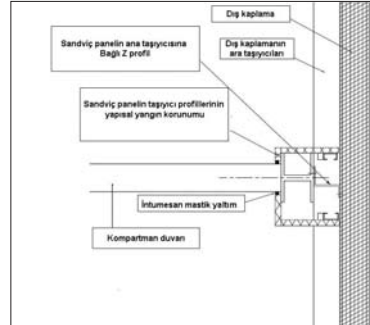 Dış kaplama
Sandviç panelin ana taşıyıcısına
Bağlı Z profil
Dış kaplamanın
ara taşıyıcıları
Sandviç panelin taşıyıcı profillerinin
yapısal yangın korunumu
İntumesan mastik yaltım
Kompartman duvarı